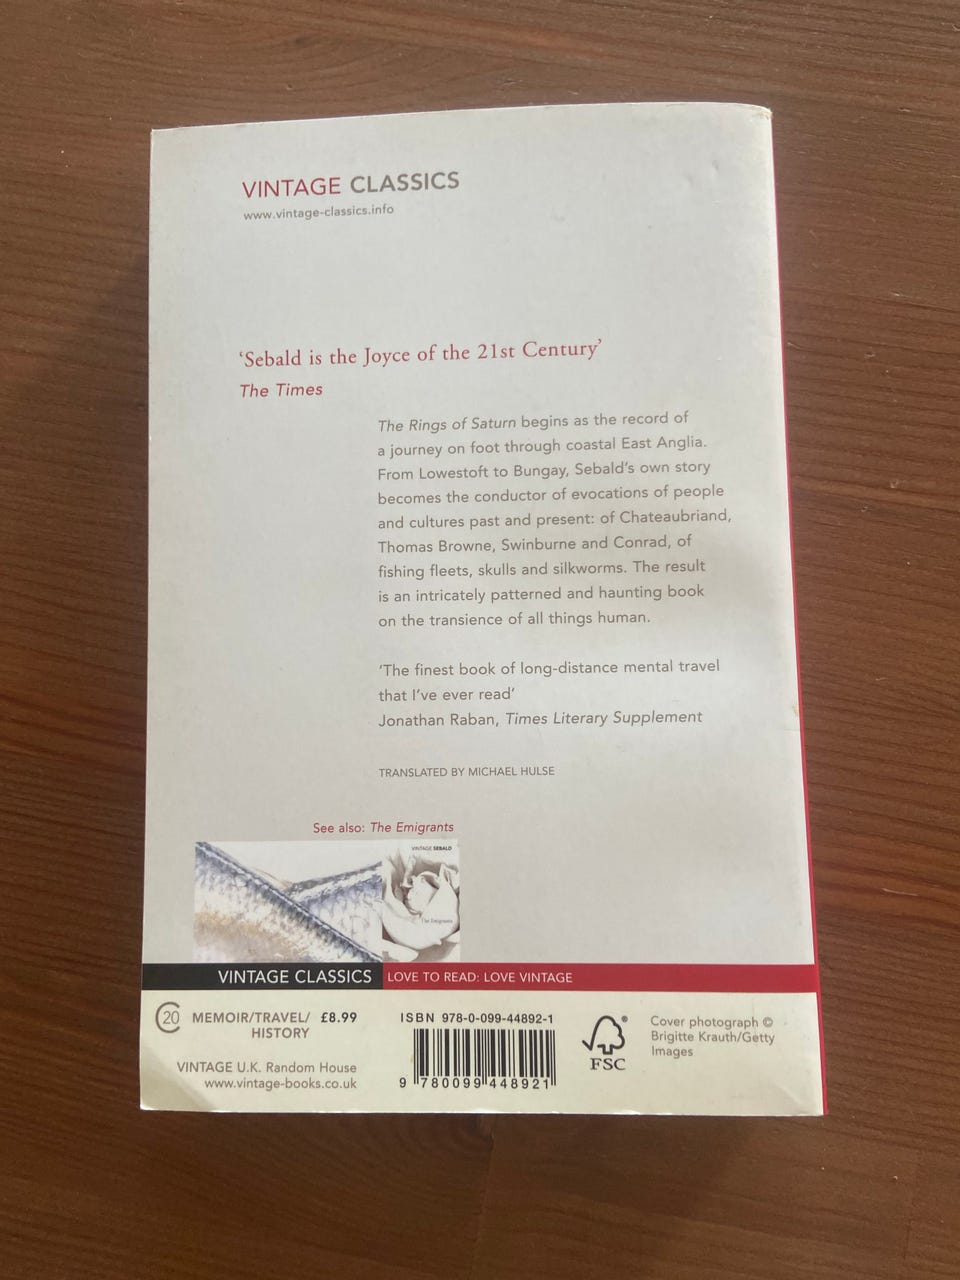 VINTAGE CLASSICS
www.vintage-classics.info
‘Sebald is the Joyce of the 21st Century’
The Times
The Rings of Saturn begins as the record of
a journey on foot through coastal East Anglia.
From Lowestoft to Bungay, Sebald’s own story
becomes the conductor of evocations of people
and cultures past and present: of Chateaubriand,
Thomas Browne, Swinburne and Conrad, of
fishing fleets, skulls and silkworms. The result
is an intricately patterned and haunting book
on the transience of all things human.
‘The finest book of long-distance mental travel
that I’ve ever read’
Jonathan Raban, Times Literary Supplement
TRANSLATED BY MICHAEL HULSE
See also: The Emigrants
VINTAGE SEBALD
The Emigrants
VINTAGE CLASSICS
LOVE TO READ: LOVE VINTAGE
C20
MEMOIR/TRAVEL/
HISTORY
£8.99
VINTAGE U.K. Random House
www.vintage-books.co.uk
ISBN 978-0-099-44892-1
9 780099 448921
®
FSC
Cover photograph ©
Brigitte Krauth/Getty
Images